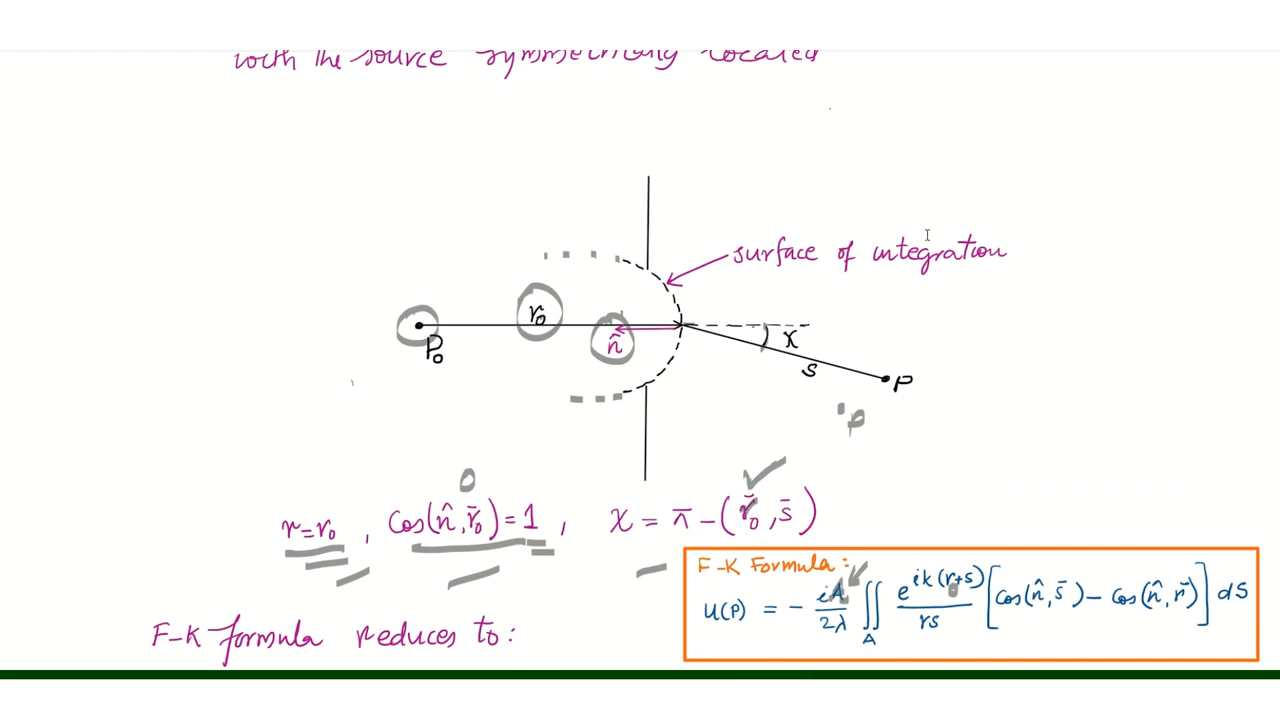 with the source symmetrically located
surface of integration
r₀
n̂
P₀
χ
s
P
'p
0
r=r₀ , Cos(n̂,r̄₀)=1 , χ = π-(r̄₀,s̄)
F-K Formula:
U(P) = - iA/2λ ∬_A e^{ik(r+s)}/rs [cos(n̂,s̄)- cos(n̂,r̄)] dS
F-K formula reduces to: